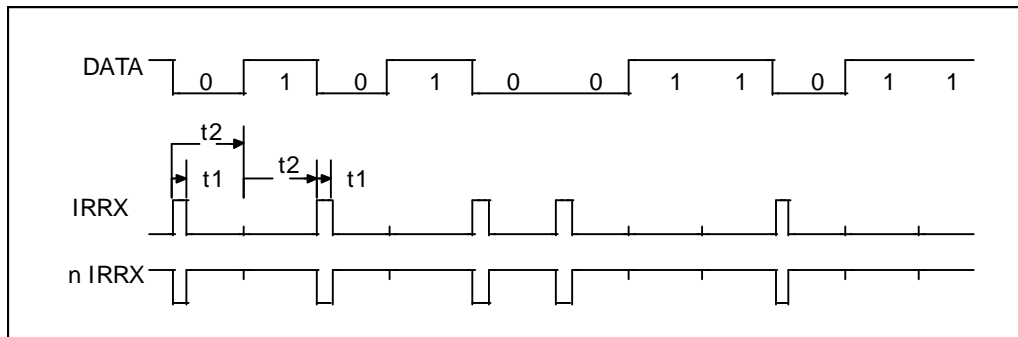 DATA 0 1 0 1 0 0 1 1 0 1 1
t2
t1 t2 t1
IRRX
n IRRX